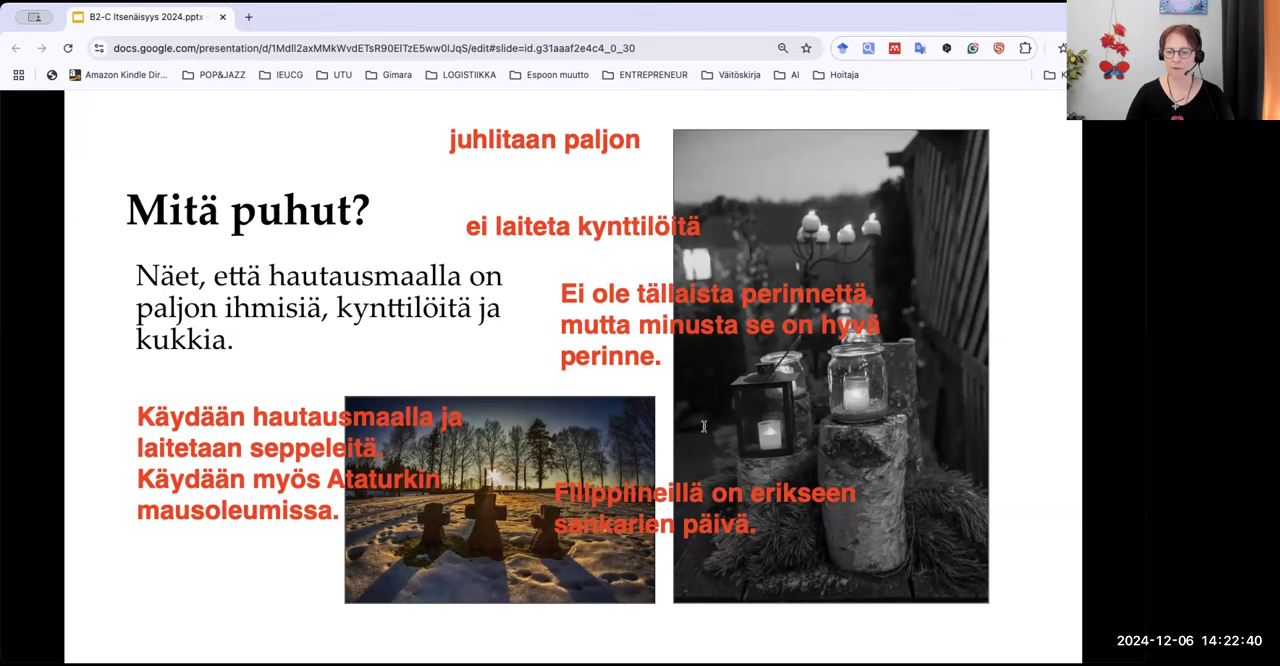 B2-C Itsenäisyys 2024.pptx
docs.google.com/presentation/d/1MdlI2axMMkWvdETsR90EITzE5ww0IJqS/edit#slide=id.g31aaaf2e4c4_0_30
Amazon Kindle Dir... POP&JAZZ IEUCG UTU Gimara LOGISTIIKKA Espoon muutto ENTREPRENEUR Väitöskirja AI Hoitaja
juhlitaan paljon
Mitä puhut?
ei laiteta kynttilöitä
Näet, että hautausmaalla on
paljon ihmisiä, kynttilöitä ja
kukkia.
Ei ole tällaista perinnettä,
mutta minusta se on hyvä
perinne.
Käydään hautausmaalla ja
laitetaan seppeleitä.
Käydään myös Ataturkin
mausoleumissa.
Filippiineillä on erikseen
sankarien päivä.
2024-12-06 14:22:40